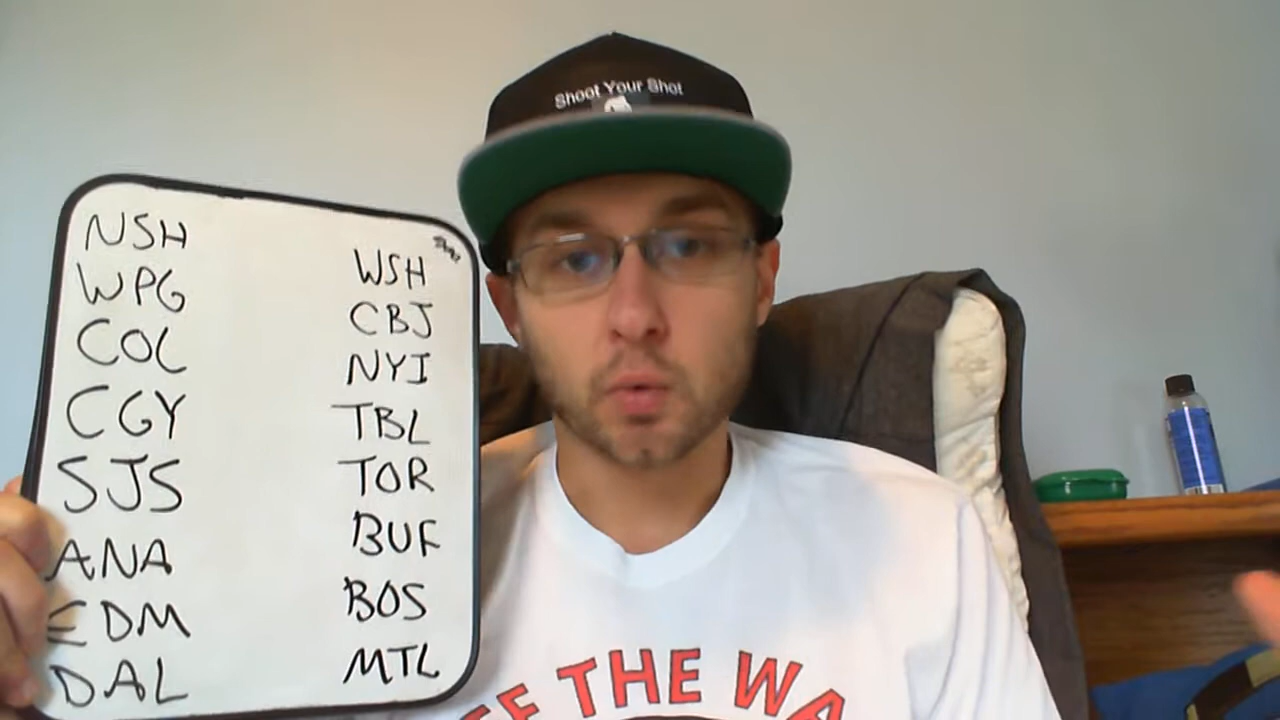 Shoot Your Shot
NSH
WPG
COL
CGY
SJS
ANA
EDM
DAL
WSH
CBJ
NYI
TBL
TOR
BUF
BOS
MTL
THE WA